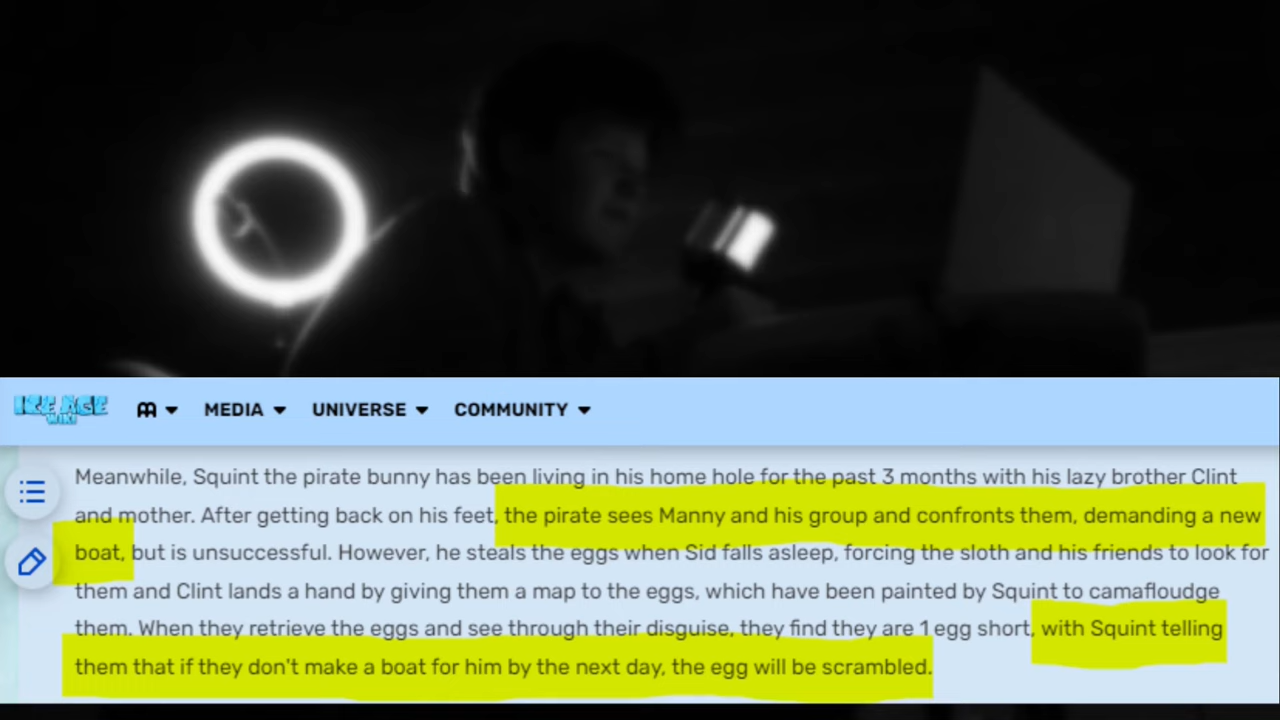 ICE AGE
WIKI
MEDIA UNIVERSE COMMUNITY
Meanwhile, Squint the pirate bunny has been living in his home hole for the past 3 months with his lazy brother Clint
and mother. After getting back on his feet, the pirate sees Manny and his group and confronts them, demanding a new
boat, but is unsuccessful. However, he steals the eggs when Sid falls asleep, forcing the sloth and his friends to look for
them and Clint lands a hand by giving them a map to the eggs, which have been painted by Squint to camafloudge
them. When they retrieve the eggs and see through their disguise, they find they are 1 egg short, with Squint telling
them that if they don't make a boat for him by the next day, the egg will be scrambled.